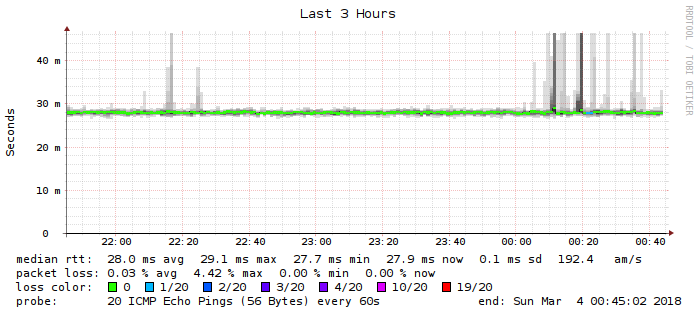 Last 3 Hours
RRDTOOL / TOBI OETIKER
Seconds
40 m
30 m
20 m
10 m
0
22:00 22:20 22:40 23:00 23:20 23:40 00:00 00:20 00:40
median rtt: 28.0 ms avg 29.1 ms max 27.7 ms min 27.9 ms now 0.1 ms sd 192.4 am/s
packet loss: 0.03 % avg 4.42 % max 0.00 % min 0.00 % now
loss color: 0 1/20 2/20 3/20 4/20 10/20 19/20
probe: 20 ICMP Echo Pings (56 Bytes) every 60s end: Sun Mar 4 00:45:02 2018